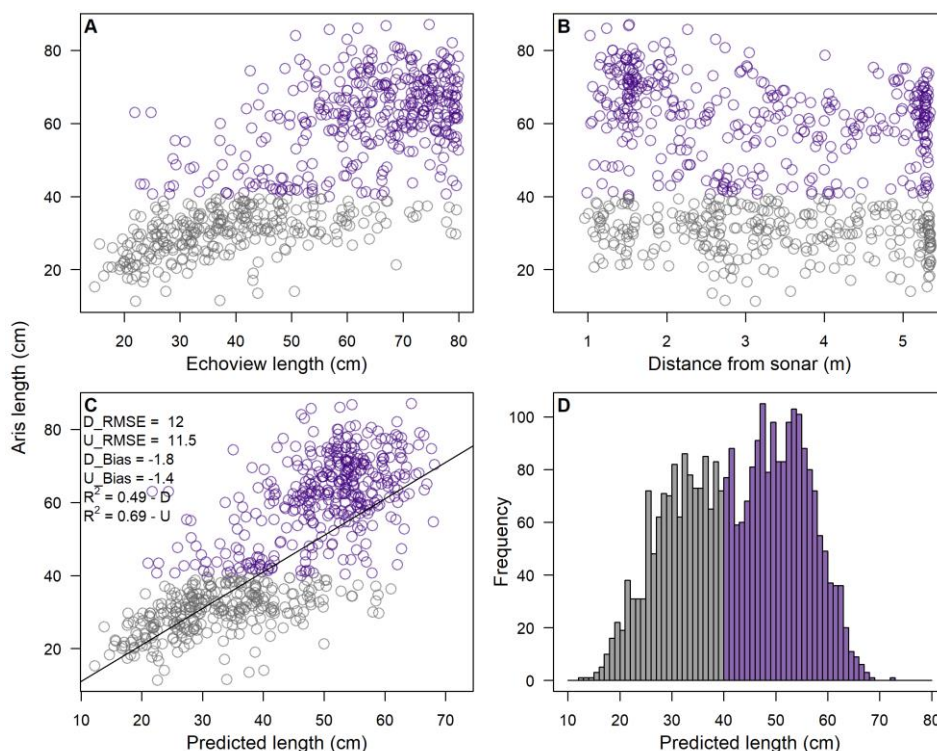 A
B
80
60
40
20
20 30 40 50 60 70 80
Echoview length (cm)
80
60
40
20
1 2 3 4 5
Distance from sonar (m)
Aris length (cm)
C
D_RMSE = 12
U_RMSE = 11.5
D_Bias = -1.8
U_Bias = -1.4
R² = 0.49 - D
R² = 0.69 - U
80
60
40
20
10 20 30 40 50 60 70
Predicted length (cm)
D
Frequency
100
80
60
40
20
0
10 20 30 40 50 60 70 80
Predicted length (cm)